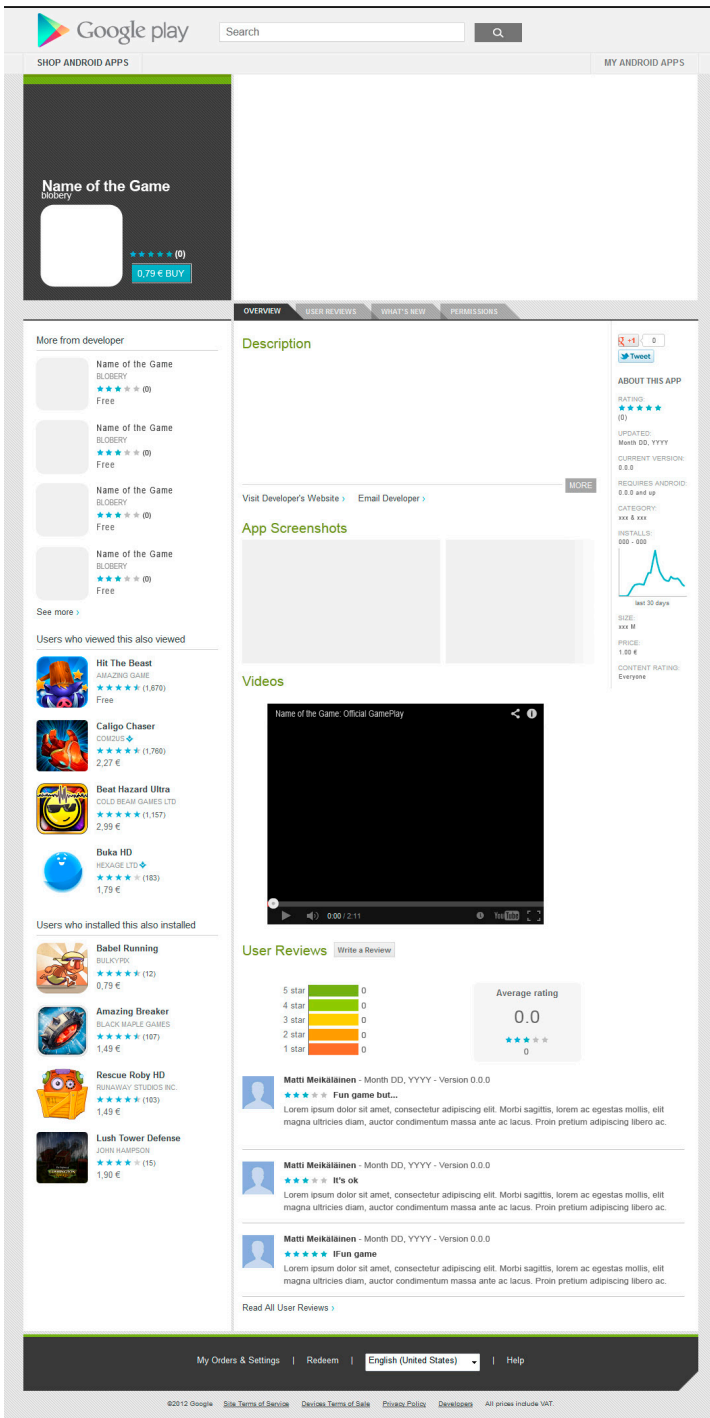 Google play
Search
SHOP ANDROID APPS
MY ANDROID APPS
Name of the Game
blobery
(0)
0,79 € BUY
OVERVIEW
USER REVIEWS
WHAT'S NEW
PERMISSIONS
More from developer
Name of the Game
BLOBERY
(0)
Free
Name of the Game
BLOBERY
(0)
Free
Name of the Game
BLOBERY
(0)
Free
Name of the Game
BLOBERY
(0)
Free
See more ›
Users who viewed this also viewed
Hit The Beast
AMAZING GAME
(1,670)
Free
Caligo Chaser
COM2US
(1,760)
2,27 €
Beat Hazard Ultra
COLD BEAM GAMES LTD
(1,157)
2,99 €
Buka HD
HEXAGE LTD
(183)
1,79 €
Users who installed this also installed
Babel Running
BULKYPIX
(12)
0,79 €
Amazing Breaker
BLACK MAPLE GAMES
(107)
1,49 €
Rescue Roby HD
RUNAWAY STUDIOS INC.
(103)
1,49 €
Lush Tower Defense
JOHN HAMPSON
(15)
1,90 €
Description
MORE
Visit Developer's Website ›
Email Developer ›
App Screenshots
Videos
Name of the Game: Official GamePlay
0:00 / 2:11
YouTube
User Reviews
Write a Review
5 star 0
4 star 0
3 star 0
2 star 0
1 star 0
Average rating
0.0
0
Matti Meikäläinen - Month DD, YYYY - Version 0.0.0
Fun game but...
Lorem ipsum dolor sit amet, consectetur adipiscing elit. Morbi sagittis, lorem ac egestas mollis, elit
magna ultricies diam, auctor condimentum massa ante ac lacus. Proin pretium adipiscing libero ac.
Matti Meikäläinen - Month DD, YYYY - Version 0.0.0
It's ok
Lorem ipsum dolor sit amet, consectetur adipiscing elit. Morbi sagittis, lorem ac egestas mollis, elit
magna ultricies diam, auctor condimentum massa ante ac lacus. Proin pretium adipiscing libero ac.
Matti Meikäläinen - Month DD, YYYY - Version 0.0.0
IFun game
Lorem ipsum dolor sit amet, consectetur adipiscing elit. Morbi sagittis, lorem ac egestas mollis, elit
magna ultricies diam, auctor condimentum massa ante ac lacus. Proin pretium adipiscing libero ac.
Read All User Reviews ›
+1 0
Tweet
ABOUT THIS APP
RATING:
(0)
UPDATED:
Month DD, YYYY
CURRENT VERSION:
0.0.0
REQUIRES ANDROID:
0.0.0 and up
CATEGORY:
xxx & xxx
INSTALLS:
000 - 000
last 30 days
SIZE:
xxx M
PRICE:
1.00 €
CONTENT RATING:
Everyone
My Orders & Settings | Redeem | English (United States) | Help
©2012 Google Site Terms of Service Devices Terms of Sale Privacy Policy Developers All prices include VAT.